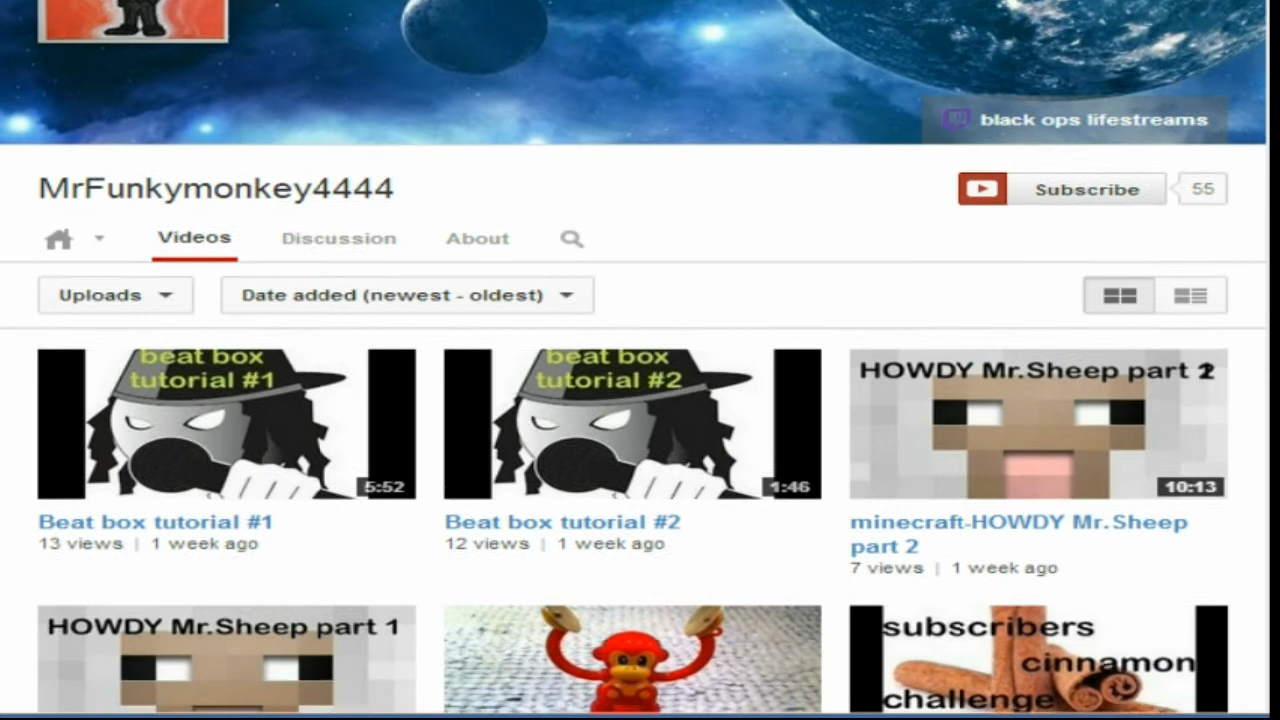 black ops lifestreams
MrFunkymonkey4444
Subscribe 55
Videos Discussion About
Uploads Date added (newest - oldest)
beat box
tutorial #1
5:52
beat box
tutorial #2
1:46
HOWDY Mr.Sheep part 2
10:13
Beat box tutorial #1
13 views | 1 week ago
Beat box tutorial #2
12 views | 1 week ago
minecraft-HOWDY Mr.Sheep
part 2
7 views | 1 week ago
HOWDY Mr.Sheep part 1
subscribers
cinnamon
challenge